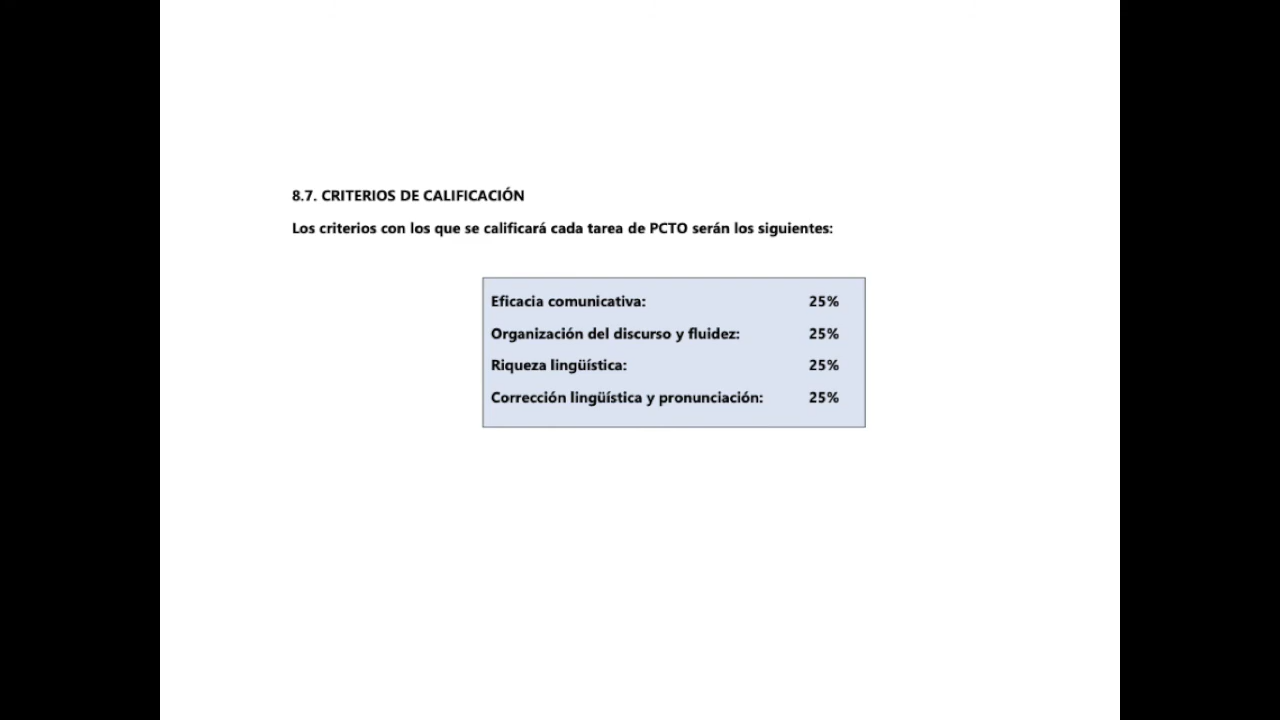 8.7. CRITERIOS DE CALIFICACIÓN
Los criterios con los que se calificará cada tarea de PCTO serán los siguientes:
Eficacia comunicativa: 25%
Organización del discurso y fluidez: 25%
Riqueza lingüística: 25%
Corrección lingüística y pronunciación: 25%